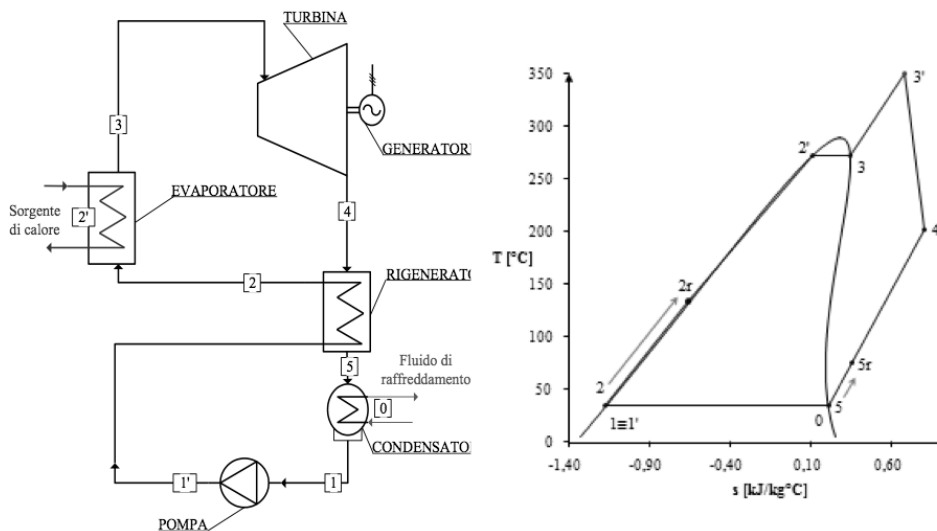 TURBINA
[3]
GENERATORE
[4]
EVAPORATORE
Sorgente
di calore
[2']
[2]
RIGENERATO
[5]
Fluido di
raffreddamento
[0]
CONDENSATO
[1']
[1]
POMPA
350
300
250
200
150
100
50
0
T [°C]
3'
2'
3
4
2r
5r
2
5
1≡1'
0
-1,40
-0,90
-0,40
0,10
0,60
s [kJ/kg°C]